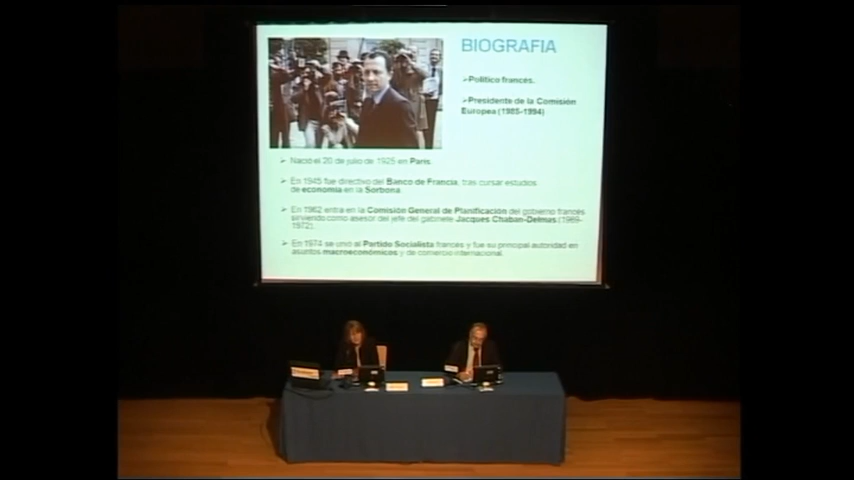 BIOGRAFIA
➢Político francés.
➢Presidente de la Comisión
Europea (1985-1994)
➢ Nació el 20 de julio de 1925 en París.
➢ En 1945 fue directivo del Banco de Francia, tras cursar estudios
de economía en la Sorbona.
➢ En 1962 entra en la Comisión General de Planificación del gobierno francés
sirviendo como asesor del jefe del gabinete Jacques Chaban-Delmas (1969-
1972).
➢ En 1974 se unió al Partido Socialista francés y fue su principal autoridad en
asuntos macroeconómicos y de comercio internacional.